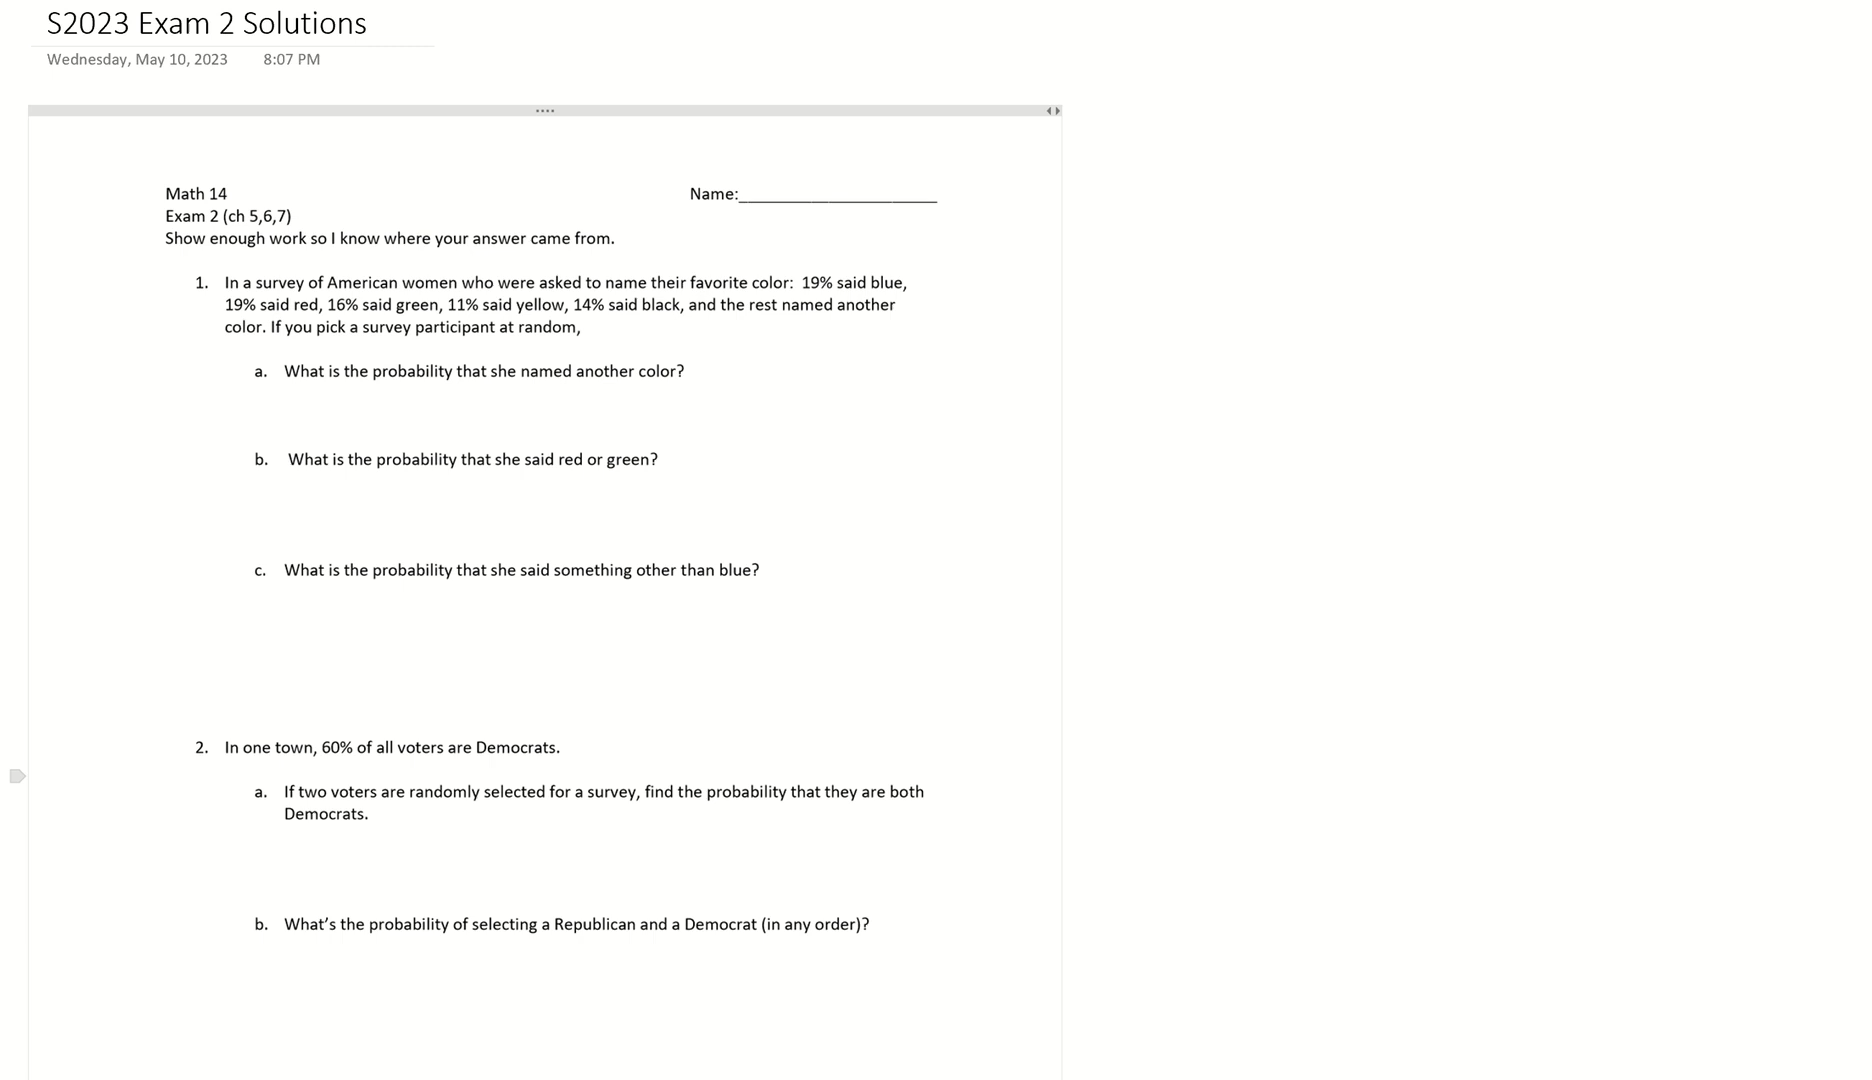 S2023 Exam 2 Solutions
Wednesday, May 10, 2023 8:07 PM
Math 14 Name:______________________
Exam 2 (ch 5,6,7)
Show enough work so I know where your answer came from.
1. In a survey of American women who were asked to name their favorite color: 19% said blue,
19% said red, 16% said green, 11% said yellow, 14% said black, and the rest named another
color. If you pick a survey participant at random,
a. What is the probability that she named another color?
b. What is the probability that she said red or green?
c. What is the probability that she said something other than blue?
2. In one town, 60% of all voters are Democrats.
a. If two voters are randomly selected for a survey, find the probability that they are both
Democrats.
b. What’s the probability of selecting a Republican and a Democrat (in any order)?